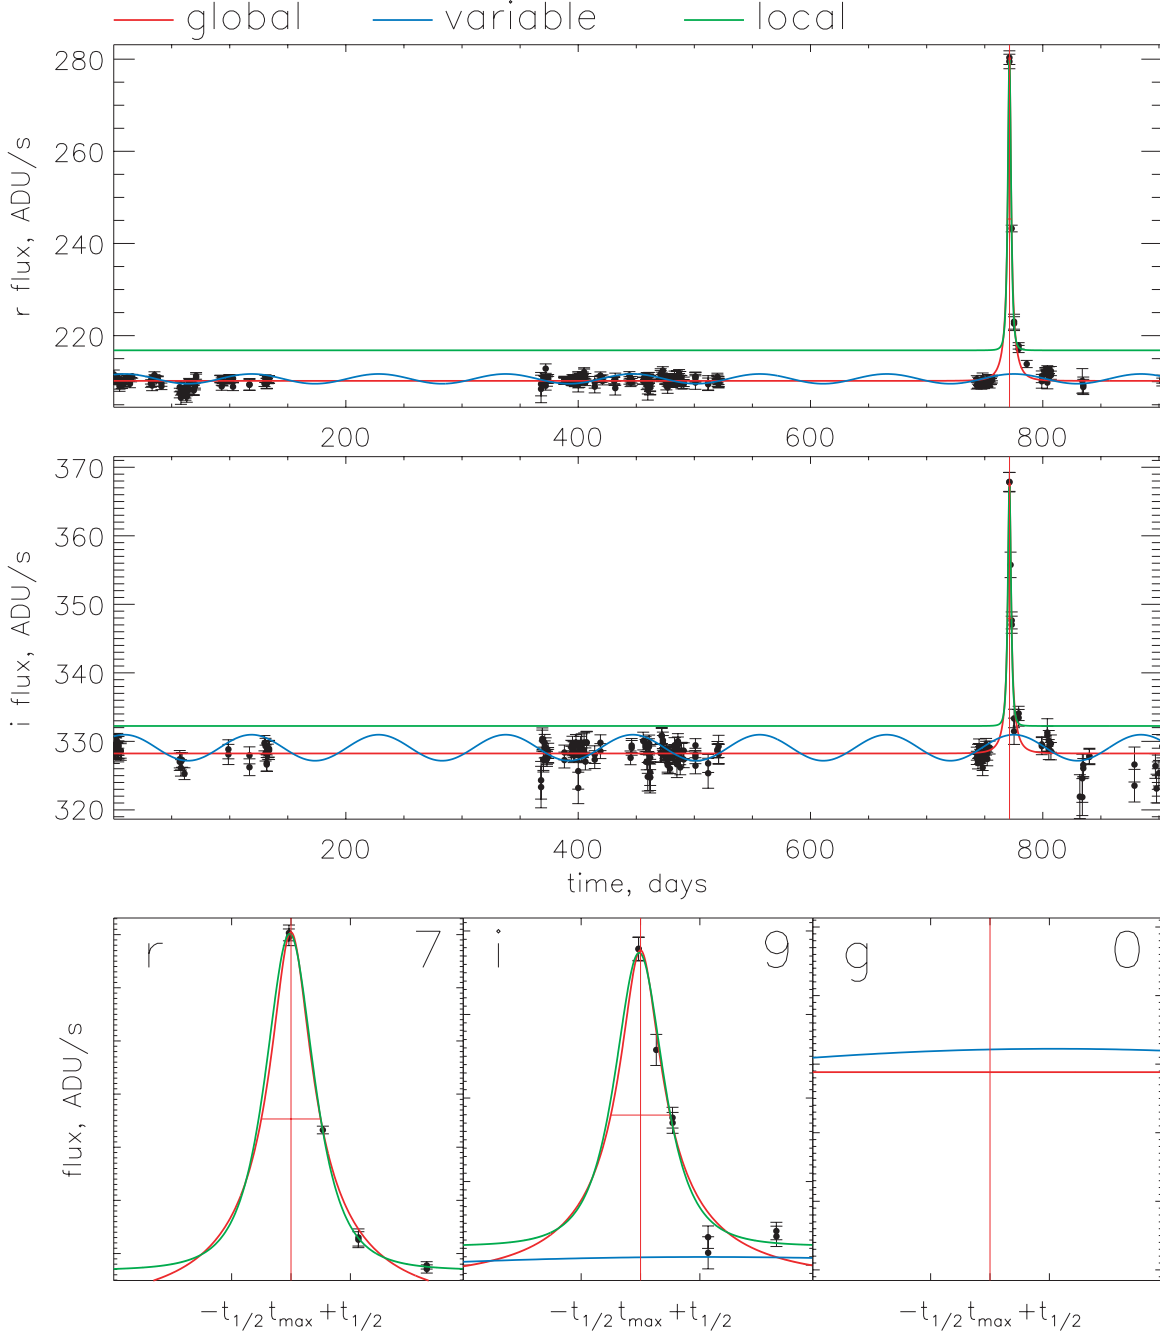 global variable local
280
260
240
220
r flux, ADU/s
200 400 600 800
370
360
350
340
330
320
i flux, ADU/s
200 400 600 800
time, days
r 7 i 9 g 0
flux, ADU/s
−t1/2 tmax +t1/2 −t1/2 tmax +t1/2 −t1/2 tmax +t1/2